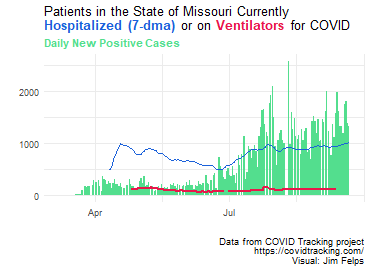 Patients in the State of Missouri Currently
Hospitalized (7-dma) or on Ventilators for COVID
Daily New Positive Cases
2000
1000
0
Apr
Jul
Data from COVID Tracking project
https://covidtracking.com/
Visual: Jim Felps